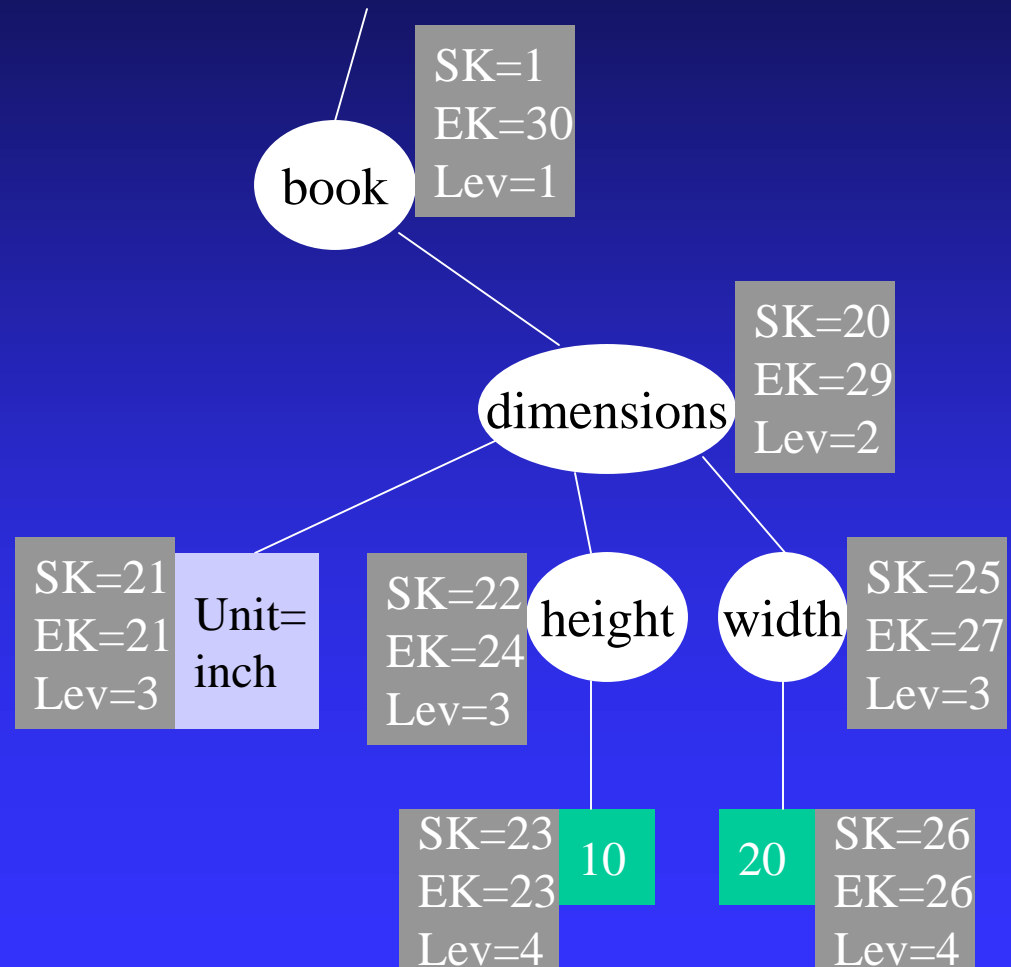 SK=1
EK=30
Lev=1
book
SK=20
EK=29
Lev=2
dimensions
SK=21
EK=21
Lev=3
Unit=
inch
SK=22
EK=24
Lev=3
height
width
SK=25
EK=27
Lev=3
SK=23
EK=23
Lev=4
10
20
SK=26
EK=26
Lev=4